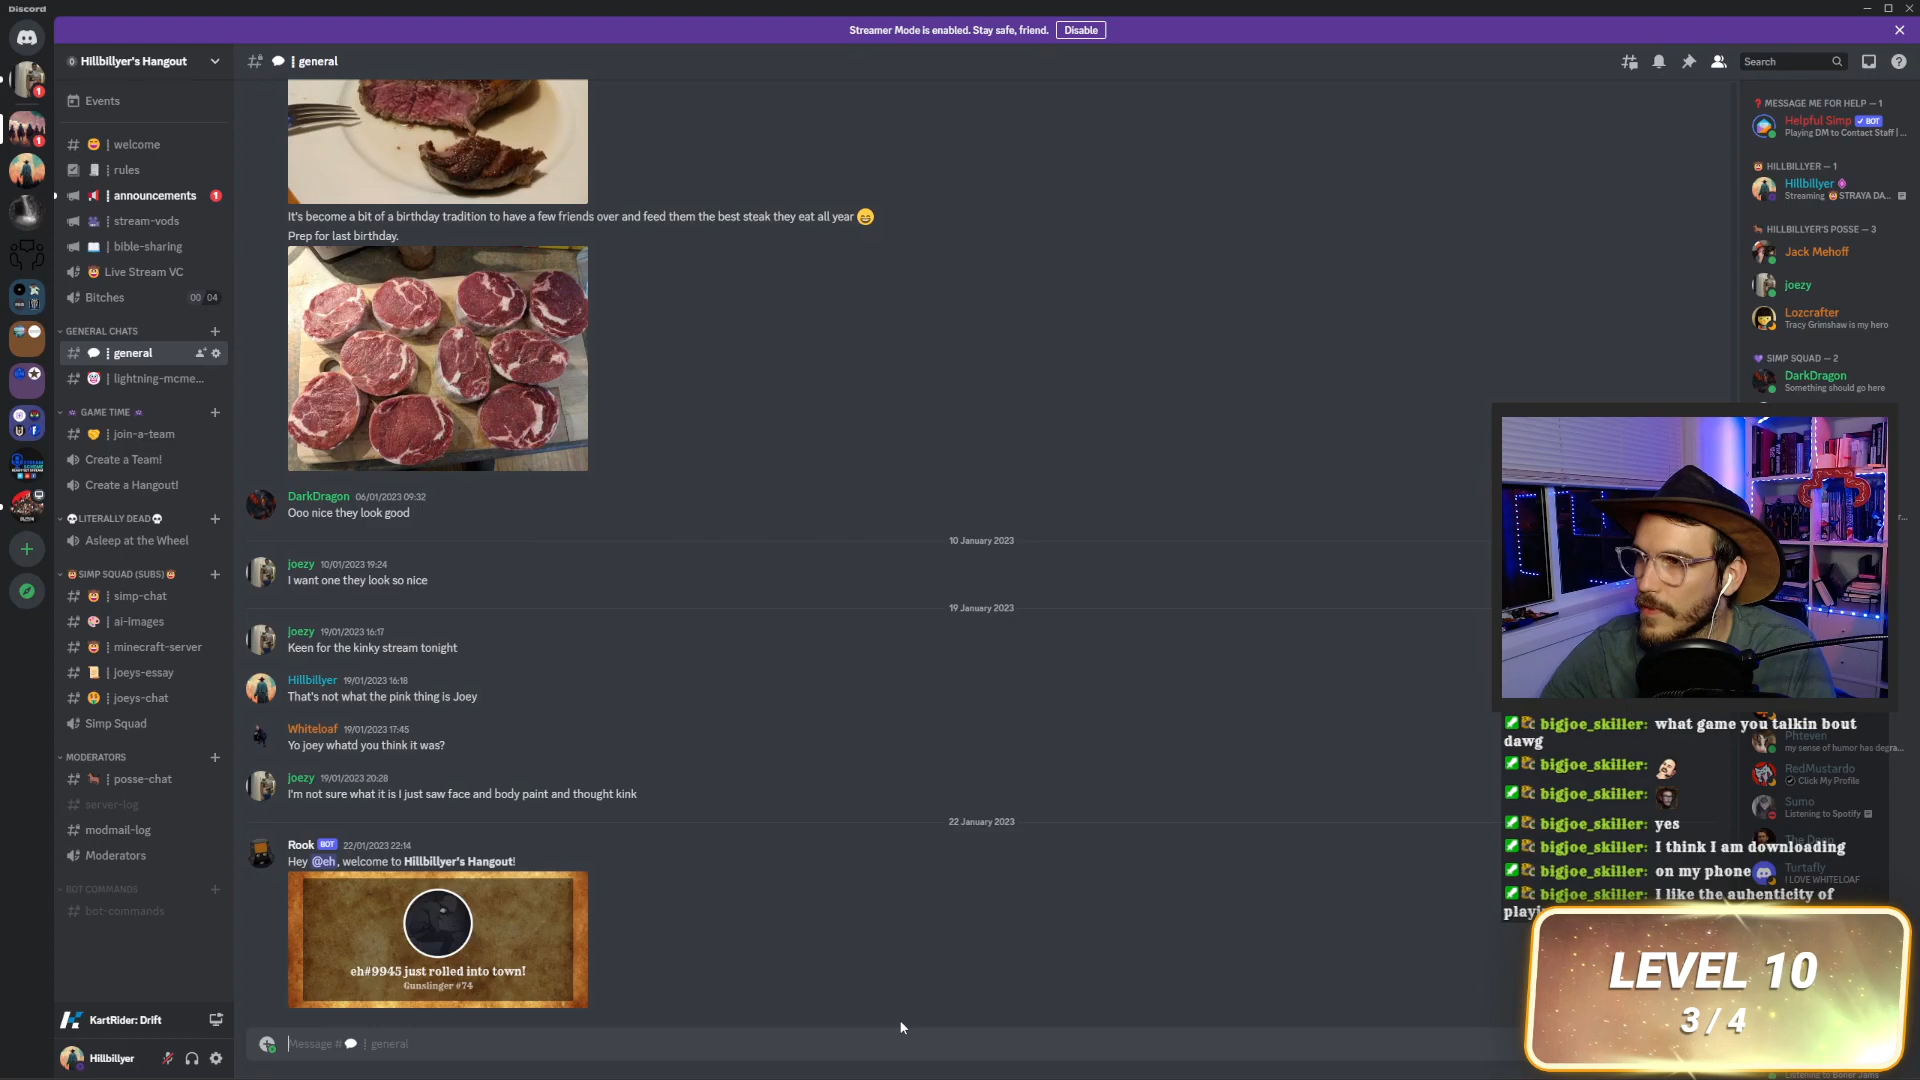 Discord
Streamer Mode is enabled. Stay safe, friend.
Disable
Hillbillyer's Hangout
general
Search
Events
welcome
rules
announcements
1
stream-vods
bible-sharing
Live Stream VC
Bitches
00 04
GENERAL CHATS
general
lightning-mcme...
GAME TIME
join-a-team
Create a Team!
Create a Hangout!
LITERALLY DEAD
Asleep at the Wheel
SIMP SQUAD (SUBS)
simp-chat
ai-images
minecraft-server
joeys-essay
joeys-chat
Simp Squad
MODERATORS
posse-chat
server-log
modmail-log
Moderators
BOT COMMANDS
bot-commands
KartRider: Drift
Hillbillyer
It's become a bit of a birthday tradition to have a few friends over and feed them the best steak they eat all year
Prep for last birthday.
DarkDragon 06/01/2023 09:32
Ooo nice they look good
10 January 2023
joezy 10/01/2023 19:24
I want one they look so nice
19 January 2023
joezy 19/01/2023 16:17
Keen for the kinky stream tonight
Hillbillyer 19/01/2023 16:18
That's not what the pink thing is Joey
Whiteloaf 19/01/2023 17:45
Yo joey whatd you think it was?
joezy 19/01/2023 20:28
I'm not sure what it is I just saw face and body paint and thought kink
22 January 2023
Rook BOT 22/01/2023 22:14
Hey @eh, welcome to Hillbillyer's Hangout!
eh#9945 just rolled into town!
Gunslinger #74
Message # general
MESSAGE ME FOR HELP — 1
Helpful Simp BOT
Playing DM to Contact Staff | ...
HILLBILLYER — 1
Hillbillyer
Streaming STRAYA DA...
HILLBILLYER'S POSSE — 3
Jack Mehoff
joezy
Lozcrafter
Tracy Grimshaw is my hero
SIMP SQUAD — 2
DarkDragon
Something should go here
bigjoe_skiller: what game you talkin bout
dawg
bigjoe_skiller:
bigjoe_skiller:
bigjoe_skiller: yes
bigjoe_skiller: I think I am downloading
bigjoe_skiller: on my phone
bigjoe_skiller: I like the auhenticity of
Phteven
my sense of humor has degra...
RedMustardo
Click My Profile
Sumo
Listening to Spotify
The Dean
Turtafly
I LOVE WHITELOAF
LEVEL 10
3 / 4